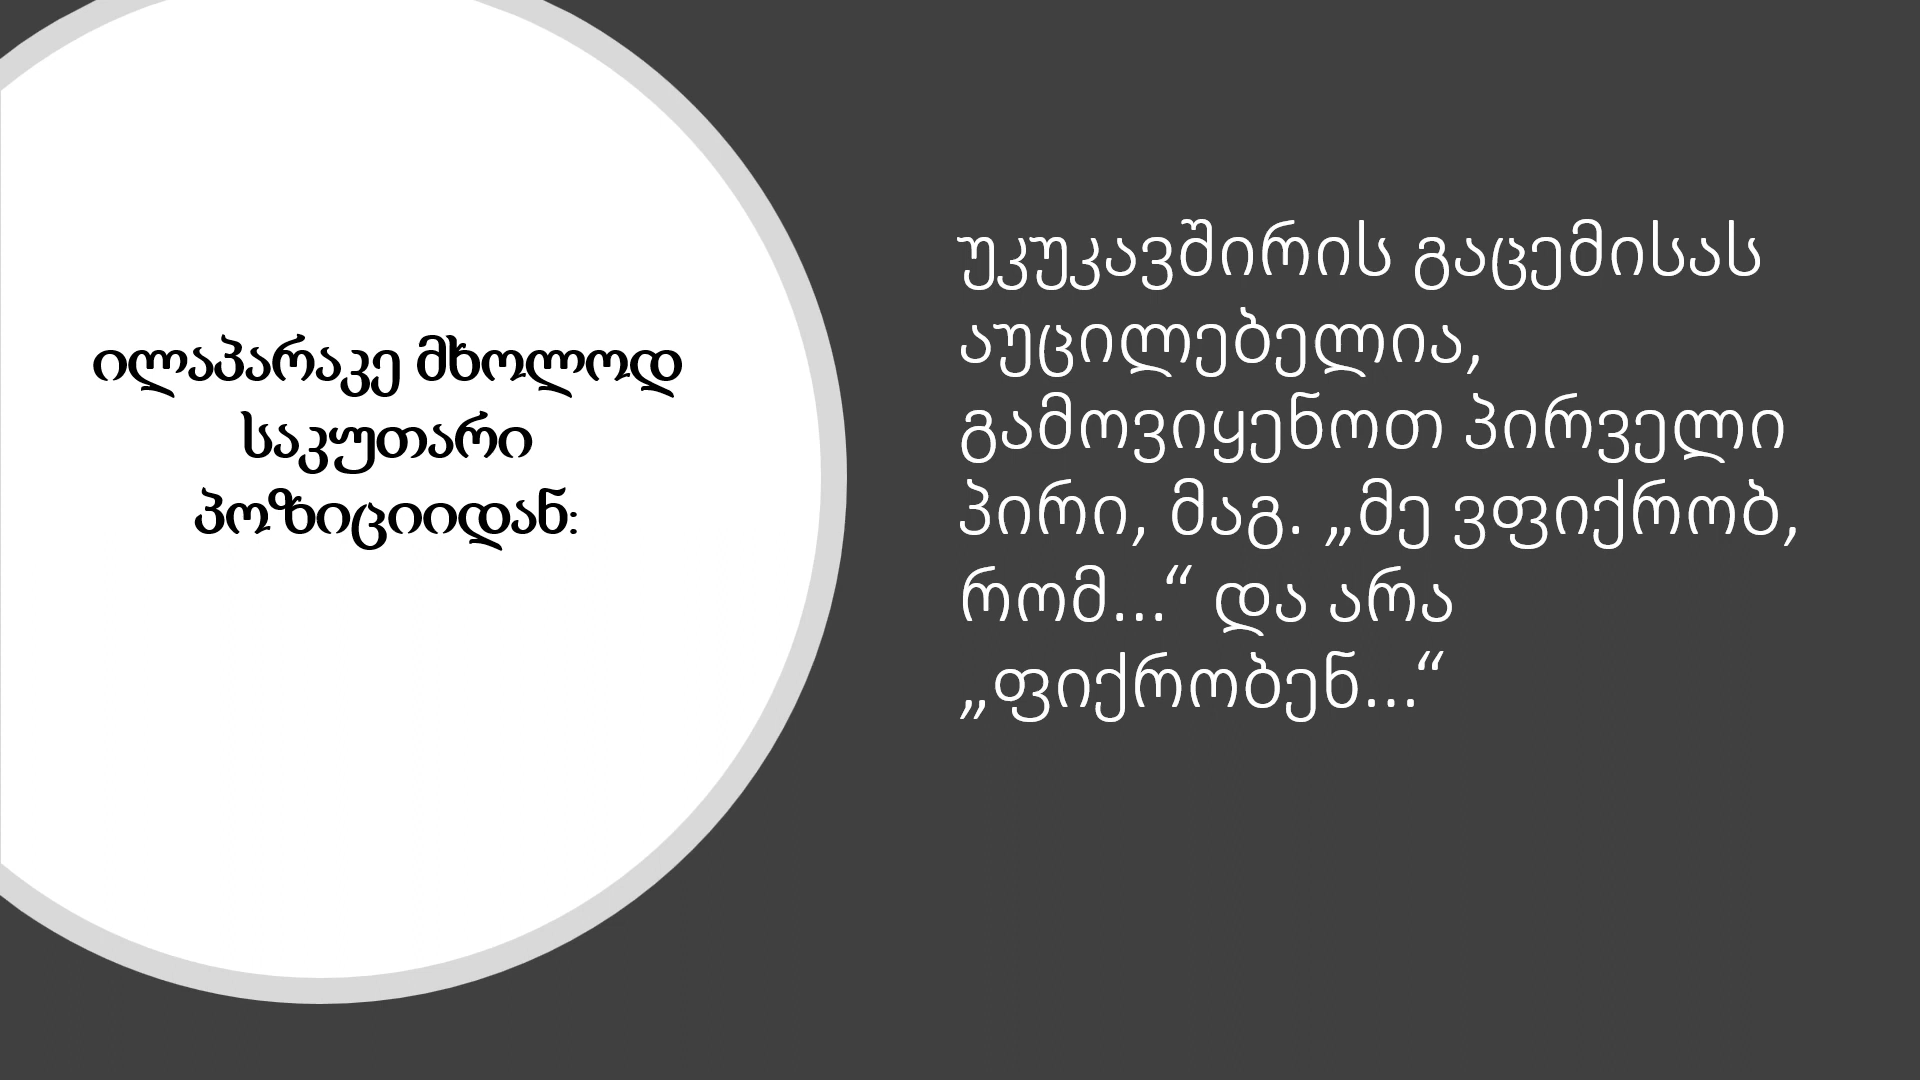 ილაპარაკე მხოლოდ
საკუთარი
პოზიციიდან:
უკუკავშირის გაცემისას
აუცილებელია,
გამოვიყენოთ პირველი
პირი, მაგ. „მე ვფიქრობ,
რომ...“ და არა
„ფიქრობენ...“